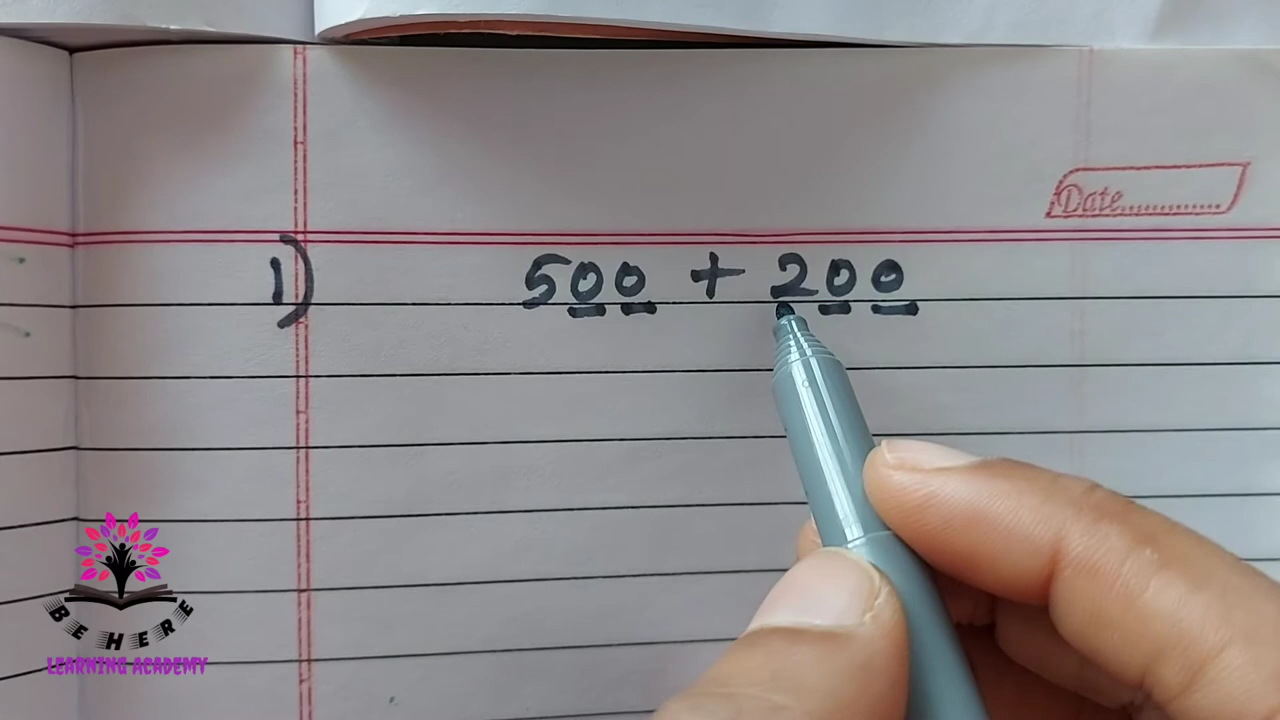 Date..............
1) 500 + 200
BE HERE
LEARNING ACADEMY